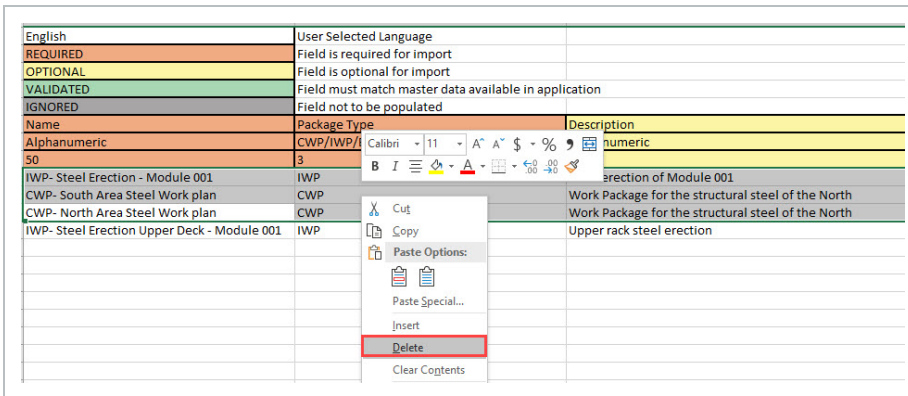 English User Selected Language
REQUIRED Field is required for import
OPTIONAL Field is optional for import
VALIDATED Field must match master data available in application
IGNORED Field not to be populated
Name Package Type Description
Alphanumeric CWP/IWP/ numeric
Calibri 11 A^ A˅ $ % ,
50 3
B I A
IWP- Steel Erection - Module 001 IWP erection of Module 001
CWP- South Area Steel Work plan CWP Work Package for the structural steel of the North
CWP- North Area Steel Work plan CWP Work Package for the structural steel of the North
IWP- Steel Erection Upper Deck - Module 001 IWP Upper rack steel erection
Cut
Copy
Paste Options:
Paste Special...
Insert
Delete
Clear Contents